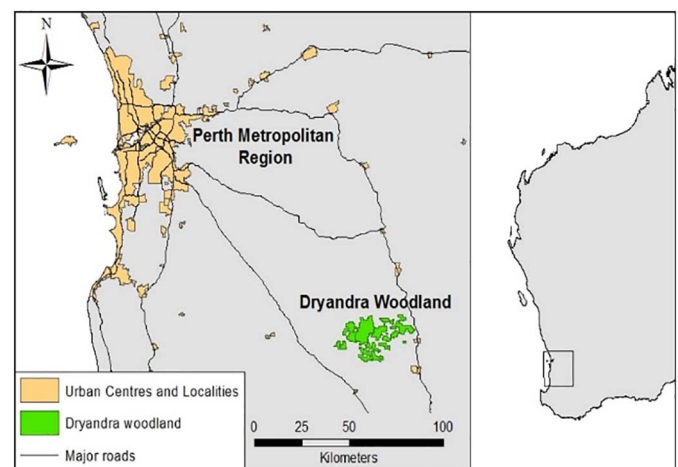 N
Perth Metropolitan
Region
Dryandra Woodland
Urban Centres and Localities
Dryandra woodland
Major roads
0 25 50 100
Kilometers